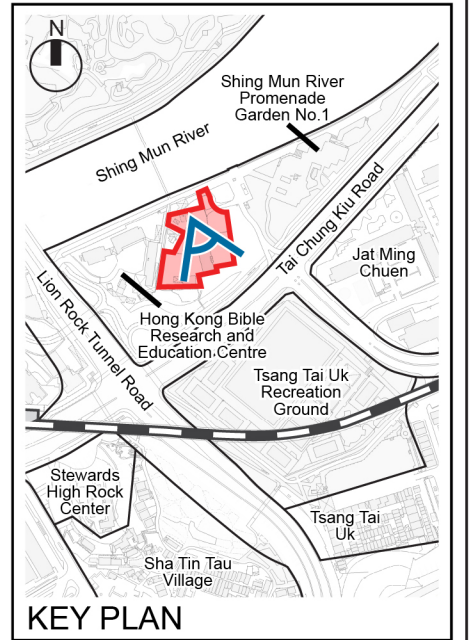 N
Shing Mun River
Promenade
Garden No.1
Shing Mun River
Tai Chung Kiu Road
Jat Ming
Chuen
Lion Rock Tunnel Road
Hong Kong Bible
Research and
Education Centre
Tsang Tai Uk
Recreation
Ground
Stewards
High Rock
Center
Tsang Tai
Uk
Sha Tin Tau
Village
KEY PLAN